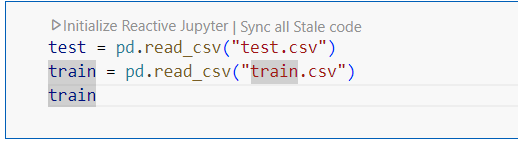 Initialize Reactive Jupyter | Sync all Stale code
test = pd.read_csv("test.csv")
train = pd.read_csv("train.csv")
train